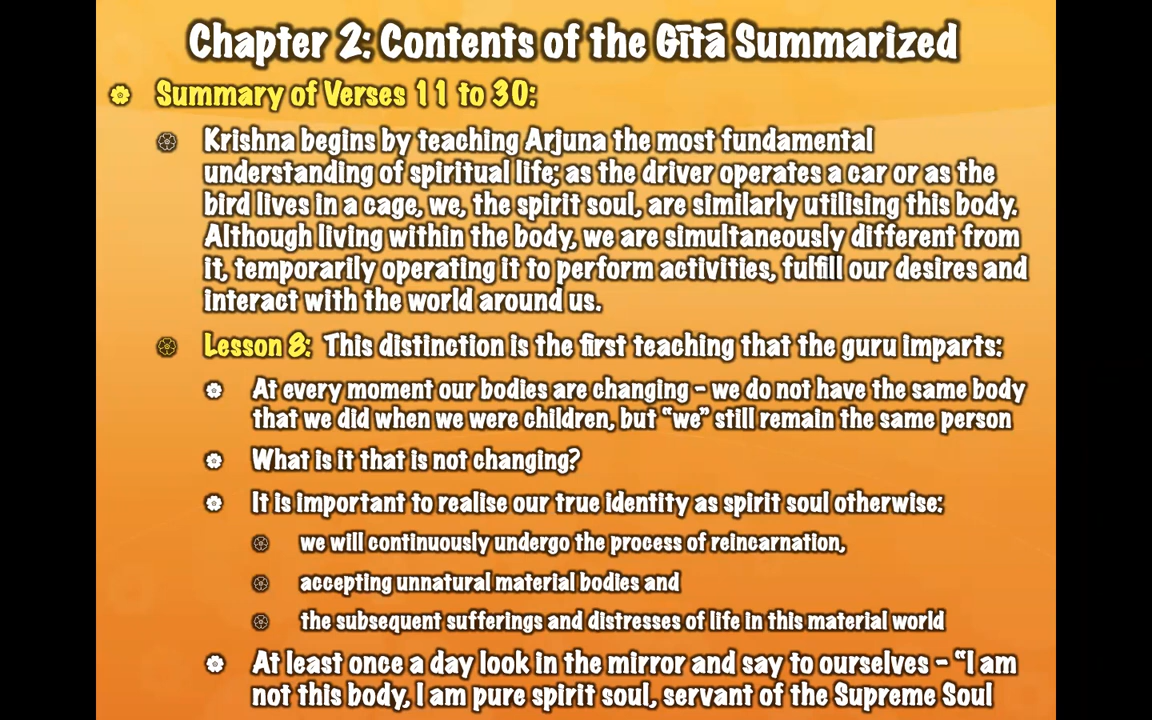 Chapter 2: Contents of the Gītā Summarized
Summary of Verses 11 to 30:
Krishna begins by teaching Arjuna the most fundamental
understanding of spiritual life; as the driver operates a car or as the
bird lives in a cage, we, the spirit soul, are similarly utilising this body.
Although living within the body, we are simultaneously different from
it, temporarily operating it to perform activities, fulfill our desires and
interact with the world around us.
Lesson 8: This distinction is the first teaching that the guru imparts:
At every moment our bodies are changing – we do not have the same body
that we did when we were children, but “we” still remain the same person
What is it that is not changing?
It is important to realise our true identity as spirit soul otherwise:
we will continuously undergo the process of reincarnation,
accepting unnatural material bodies and
the subsequent sufferings and distresses of life in this material world
At least once a day look in the mirror and say to ourselves – “I am
not this body, I am pure spirit soul, servant of the Supreme Soul